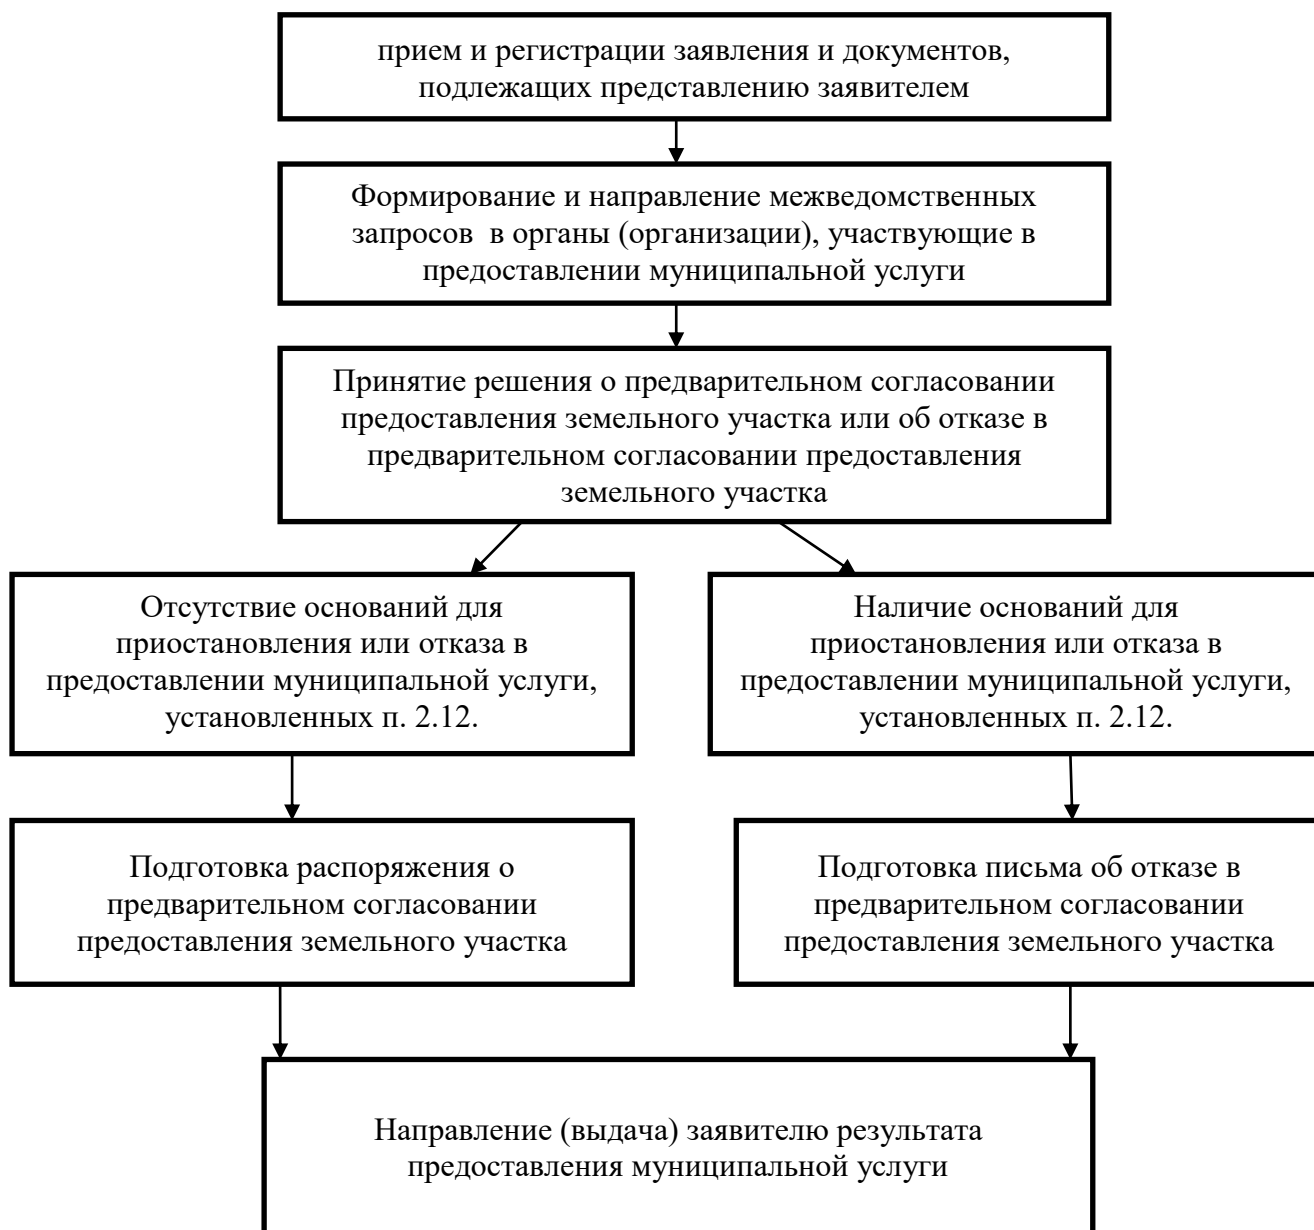 прием и регистрации заявления и документов,
подлежащих представлению заявителем
Формирование и направление межведомственных
запросов  в органы (организации), участвующие в
предоставлении муниципальной услуги
Принятие решения о предварительном согласовании
предоставления земельного участка или об отказе в
предварительном согласовании предоставления
земельного участка
Отсутствие оснований для
приостановления или отказа в
предоставлении муниципальной услуги,
установленных п. 2.12.
Наличие оснований для
приостановления или отказа в
предоставлении муниципальной услуги,
установленных п. 2.12.
Подготовка распоряжения о
предварительном согласовании
предоставления земельного участка
Подготовка письма об отказе в
предварительном согласовании
предоставления земельного участка
Направление (выдача) заявителю результата
предоставления муниципальной услуги